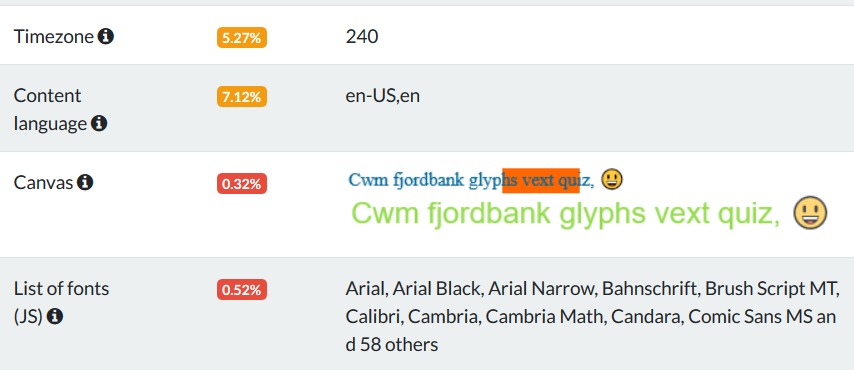 Timezone 5.27% 240
Content language 7.12% en-US,en
Canvas 0.32% Cwm fjordbank glyphs vext quiz, 😃
Cwm fjordbank glyphs vext quiz, 😃
List of fonts (JS) 0.52% Arial, Arial Black, Arial Narrow, Bahnschrift, Brush Script MT,
Calibri, Cambria, Cambria Math, Candara, Comic Sans MS an
d 58 others